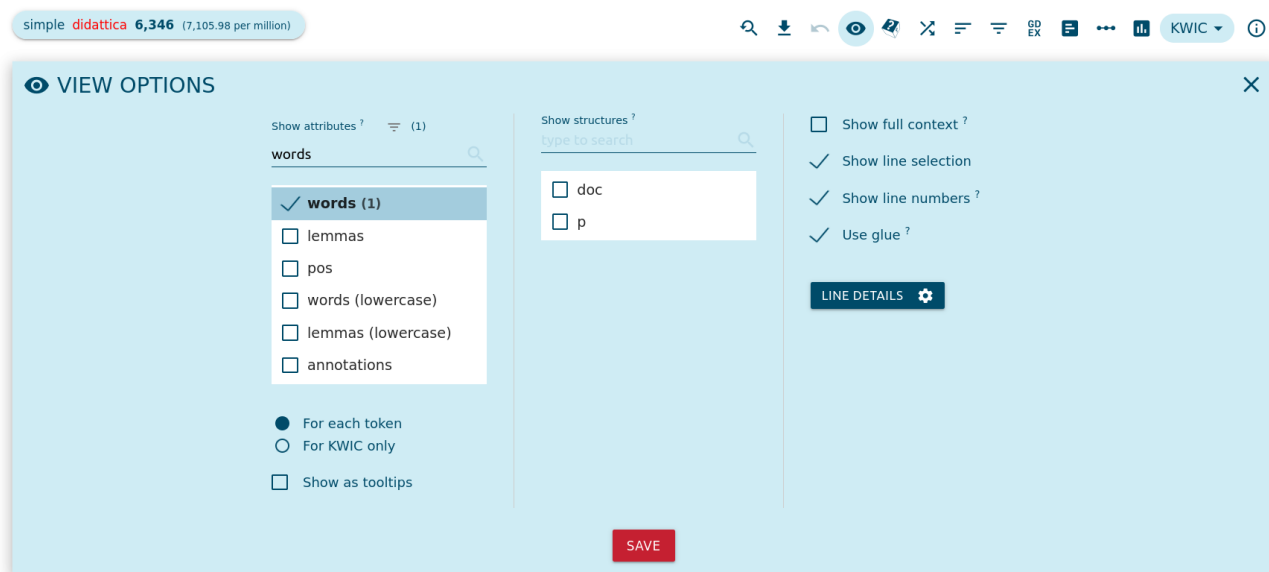 simple didattica 6,346 (7,105.98 per million)
GD
EX
KWIC
VIEW OPTIONS
Show attributes ? (1)
words
words (1)
lemmas
pos
words (lowercase)
lemmas (lowercase)
annotations
For each token
For KWIC only
Show as tooltips
Show structures ?
type to search
doc
p
Show full context ?
Show line selection
Show line numbers ?
Use glue ?
LINE DETAILS
SAVE